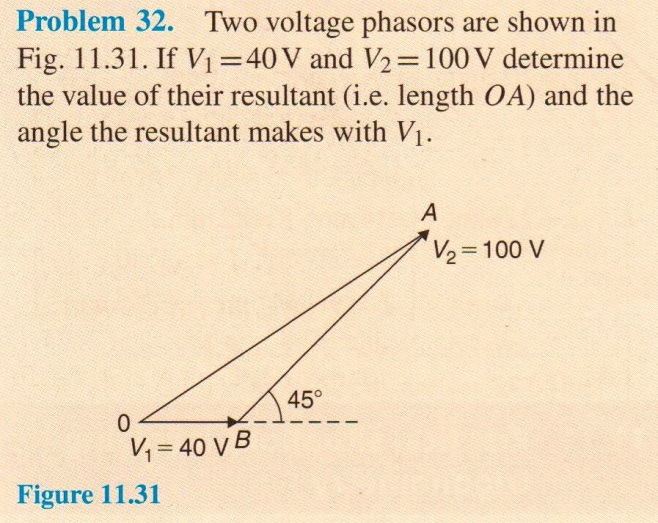 Problem 32. Two voltage phasors are shown in
Fig. 11.31. If V₁=40 V and V₂=100 V determine
the value of their resultant (i.e. length OA) and the
angle the resultant makes with V₁.
A
V₂=100 V
45°
0
V₁= 40 V B
Figure 11.31